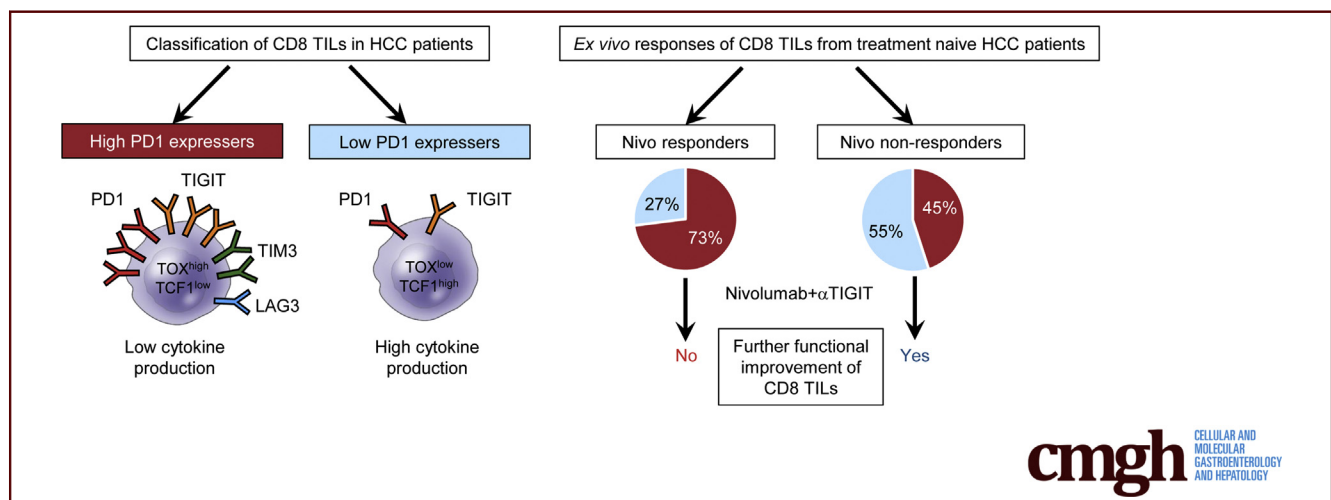 Classification of CD8 TILs in HCC patients
High PD1 expressers
Low PD1 expressers
PD1
TIGIT
TIM3
LAG3
TOXhigh
TCF1low
Low cytokine
production
PD1
TIGIT
TOXlow
TCF1high
High cytokine
production
Ex vivo responses of CD8 TILs from treatment naive HCC patients
Nivo responders
Nivo non-responders
27%
73%
55%
45%
Nivolumab+αTIGIT
No
Further functional
improvement of
CD8 TILs
Yes
cmgh
CELLULAR AND
MOLECULAR
GASTROENTEROLOGY
AND HEPATOLOGY